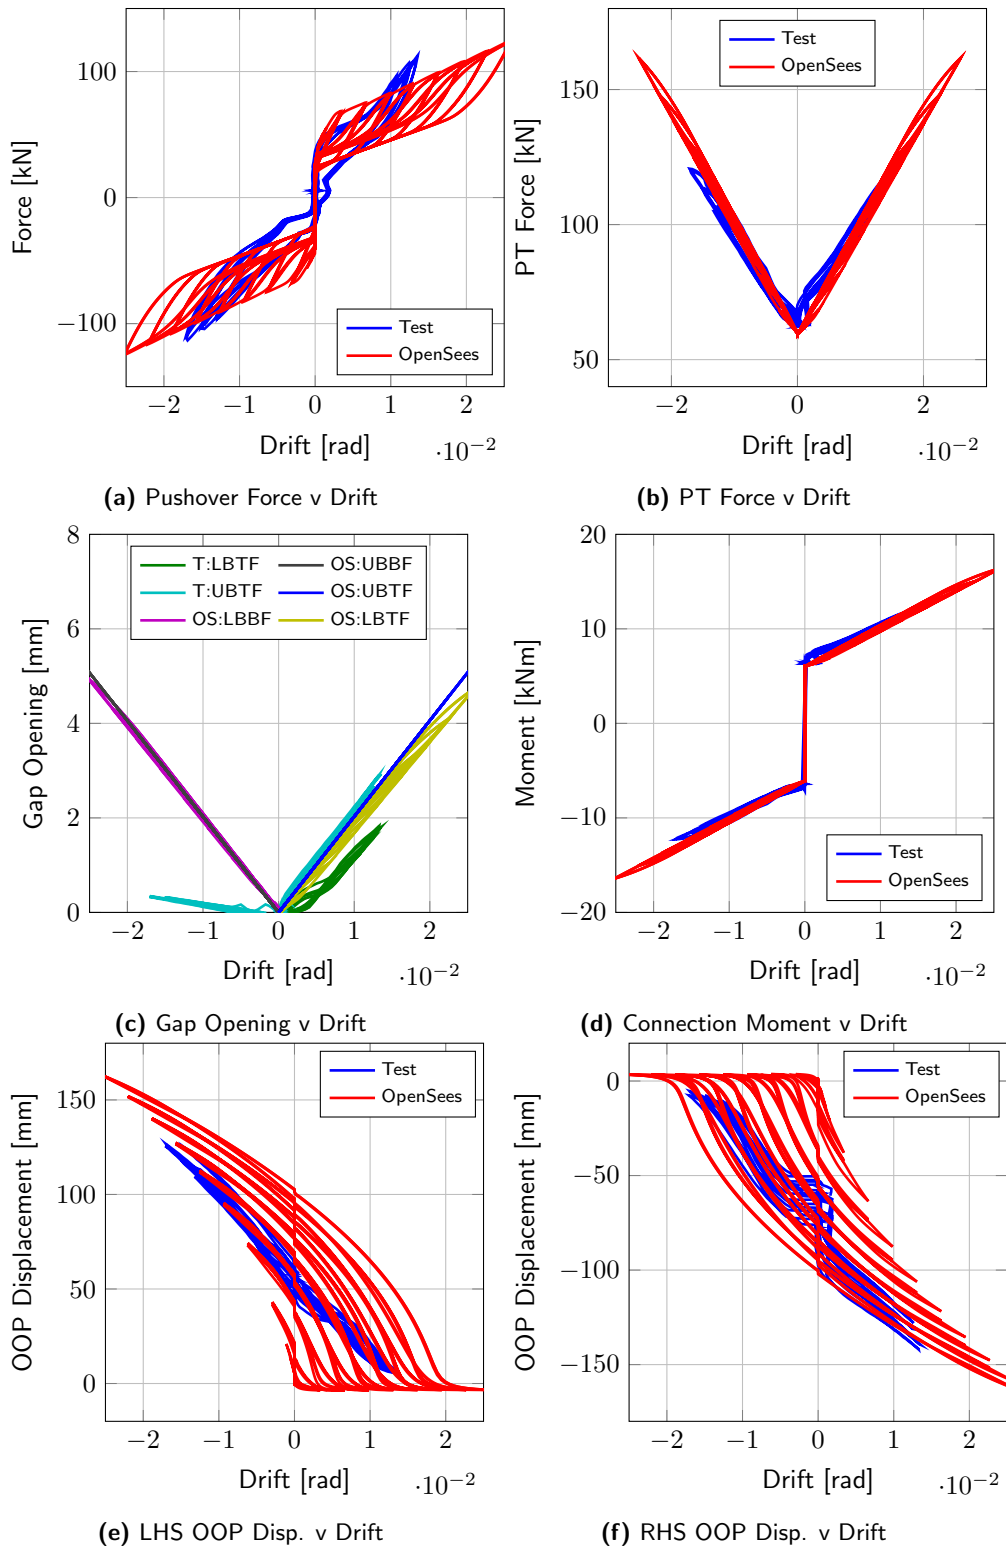 100
0
−100
Force [kN]
Test
OpenSees
−2
−1
0
1
2
Drift [rad]
·10−2
(a) Pushover Force v Drift
150
100
50
PT Force [kN]
Test
OpenSees
−2
0
2
Drift [rad]
·10−2
(b) PT Force v Drift
8
6
4
2
0
Gap Opening [mm]
T:LBTF
OS:UBBF
T:UBTF
OS:UBTF
OS:LBBF
OS:LBTF
−2
−1
0
1
2
Drift [rad]
·10−2
(c) Gap Opening v Drift
20
10
0
−10
−20
Moment [kNm]
Test
OpenSees
−2
−1
0
1
2
Drift [rad]
·10−2
(d) Connection Moment v Drift
150
100
50
0
OOP Displacement [mm]
Test
OpenSees
−2
−1
0
1
2
Drift [rad]
·10−2
(e) LHS OOP Disp. v Drift
0
−50
−100
−150
OOP Displacement [mm]
Test
OpenSees
−2
−1
0
1
2
Drift [rad]
·10−2
(f) RHS OOP Disp. v Drift